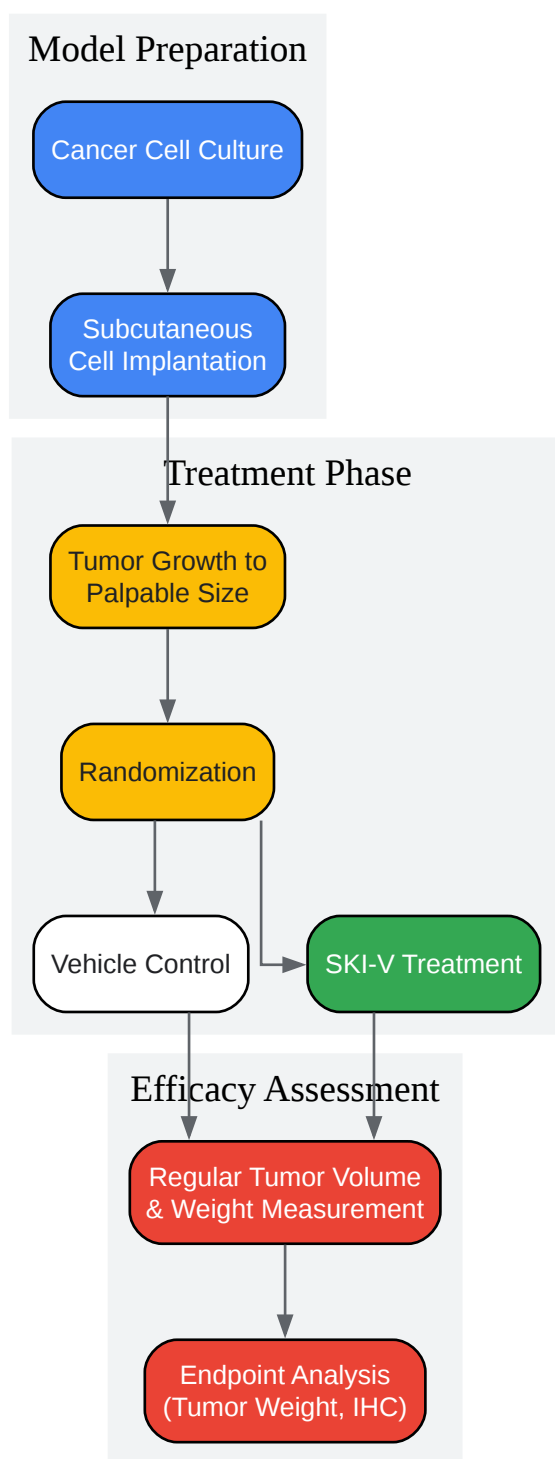 Model Preparation
Cancer Cell Culture
Subcutaneous
Cell Implantation
Treatment Phase
Tumor Growth to
Palpable Size
Randomization
Vehicle Control
SKI-V Treatment
Efficacy Assessment
Regular Tumor Volume
& Weight Measurement
Endpoint Analysis
(Tumor Weight, IHC)